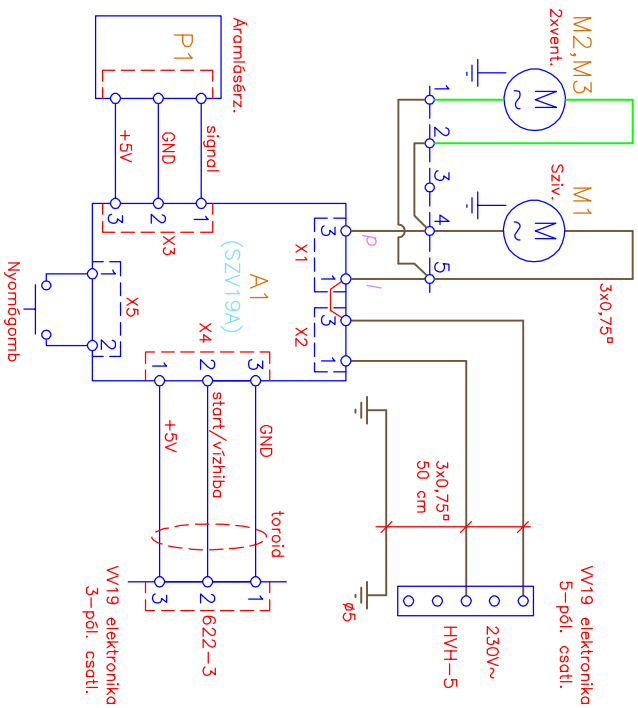 M2,M3
2xvent.
M
~
M1
Sziv.
M
~
3x0,75¤
1
2
3
4
5
Áramlásérz.
P1
signal
GND
+5V
1
2
3
X3
A1
(SZV19A)
X1
3
1
p
l
X2
3
1
X5
1
2
Nyomógomb
X4
3
2
1
GND
start/vízhiba
+5V
toroid
1
2
3
622-3
VV19 elektronika
3-pól. csatl.
3x0,75¤
50 cm
ø5
230V~
HVH-5
VV19 elektronika
5-pól. csatl.